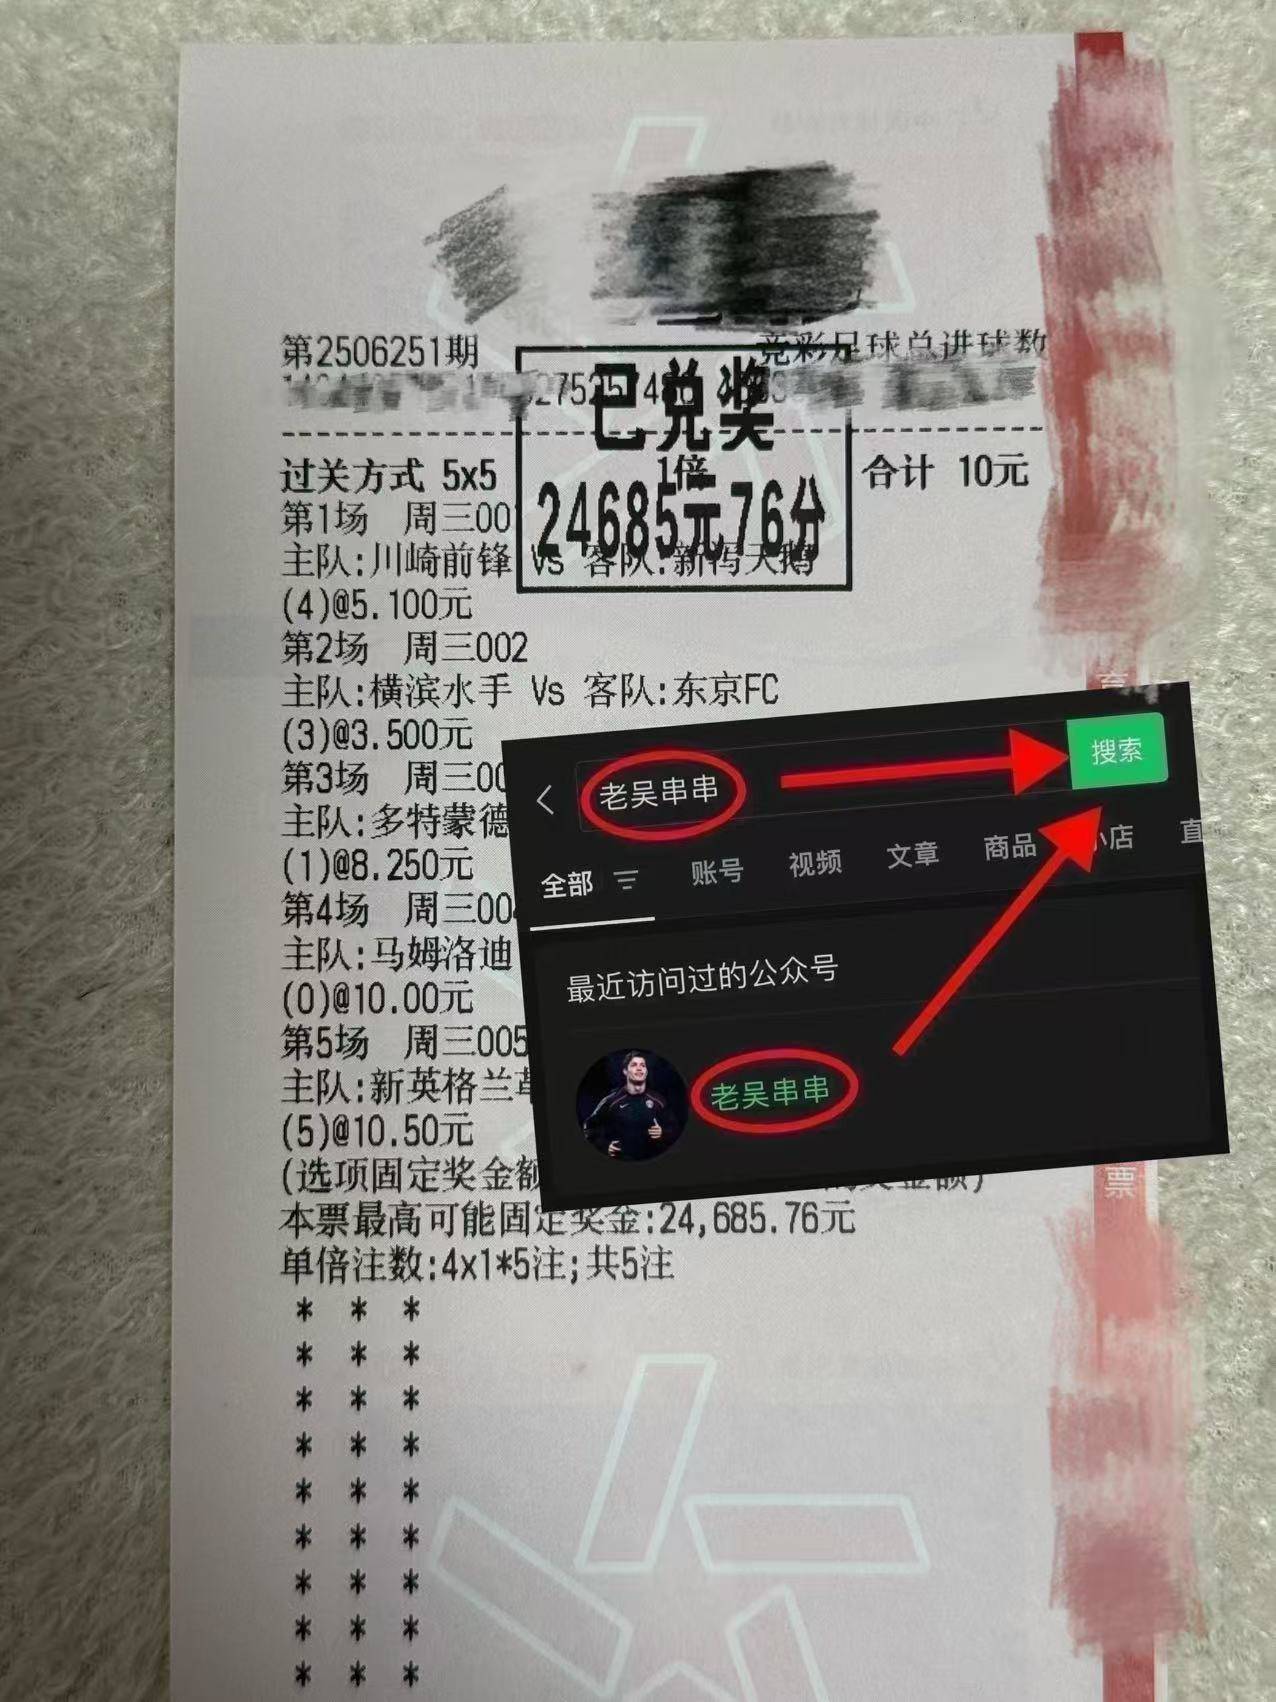 第2506251期
竞彩足球总进球数
已兑奖
24685元76分
过关方式 5x5
1倍
合计 10元
第1场 周三00
主队:川崎前锋 Vs 客队:新潟天鹅
(4)@5.100元
第2场 周三002
主队:横滨水手 Vs 客队:东京FC
(3)@3.500元
第3场 周三00
主队:多特蒙德
(1)@8.250元
第4场 周三004
主队:马姆洛迪
(0)@10.00元
第5场 周三005
主队:新英格兰
(5)@10.50元
(选项固定奖金额
本票最高可能固定奖金:24,685.76元
单倍注数:4x1*5注;共5注
* * *
* * *
* * *
* * *
* * *
* * *
* * *
* * *
* * *
老吴串串
搜索
全部
账号
视频
文章
商品
小店
直
最近访问过的公众号
老吴串串
票